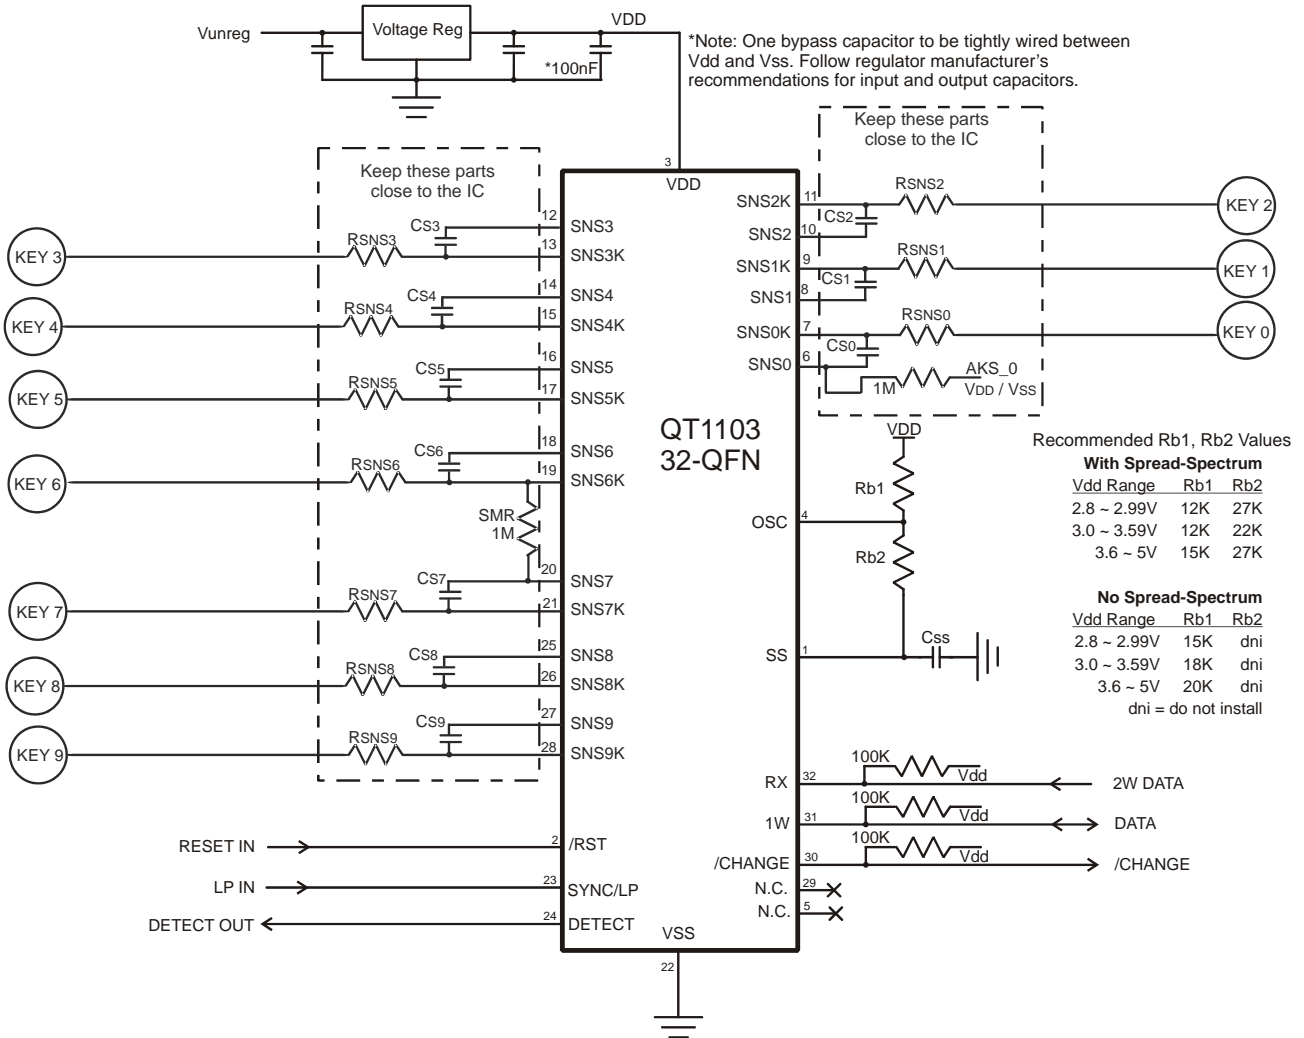 Vunreg
Voltage Reg
VDD
*100nF
*Note: One bypass capacitor to be tightly wired between
Vdd and Vss. Follow regulator manufacturer's
recommendations for input and output capacitors.
Keep these parts
close to the IC
Keep these parts
close to the IC
3
VDD
KEY 3
RSNS3
CS3
12
SNS3
13
SNS3K
KEY 4
RSNS4
CS4
14
SNS4
15
SNS4K
KEY 5
RSNS5
CS5
16
SNS5
17
SNS5K
KEY 6
RSNS6
CS6
18
SNS6
19
SNS6K
SMR
1M
KEY 7
RSNS7
CS7
20
SNS7
21
SNS7K
KEY 8
RSNS8
CS8
25
SNS8
26
SNS8K
KEY 9
RSNS9
CS9
27
SNS9
28
SNS9K
RESET IN
2
/RST
LP IN
23
SYNC/LP
DETECT OUT
24
DETECT
QT1103
32-QFN
VSS
22
SNS2K
11
RSNS2
KEY 2
SNS2
10
CS2
SNS1K
9
RSNS1
KEY 1
SNS1
8
CS1
SNS0K
7
RSNS0
KEY 0
SNS0
6
CS0
1M
AKS_0
VDD / VSS
VDD
Rb1
OSC
4
Rb2
SS
1
Css
Recommended Rb1, Rb2 Values
With Spread-Spectrum
Vdd Range Rb1 Rb2
2.8 ~ 2.99V 12K 27K
3.0 ~ 3.59V 12K 22K
3.6 ~ 5V 15K 27K
No Spread-Spectrum
Vdd Range Rb1 Rb2
2.8 ~ 2.99V 15K dni
3.0 ~ 3.59V 18K dni
3.6 ~ 5V 20K dni
dni = do not install
RX
32
100K
Vdd
2W DATA
1W
31
100K
Vdd
DATA
/CHANGE
30
100K
Vdd
/CHANGE
N.C.
29
N.C.
5